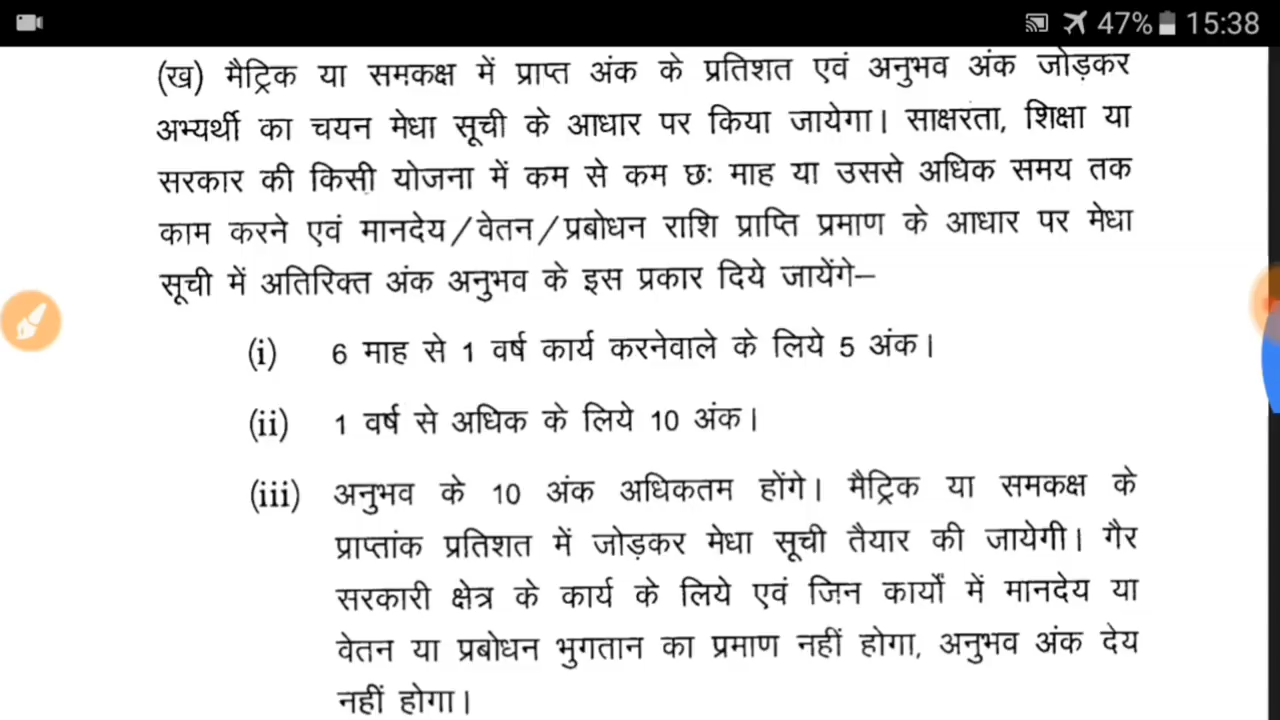 47% 15:38
(ख) मैट्रिक या समकक्ष में प्राप्त अंक के प्रतिशत एवं अनुभव अंक जोड़कर
अभ्यर्थी का चयन मेधा सूची के आधार पर किया जायेगा। साक्षरता, शिक्षा या
सरकार की किसी योजना में कम से कम छः माह या उससे अधिक समय तक
काम करने एवं मानदेय/वेतन/प्रबोधन राशि प्राप्ति प्रमाण के आधार पर मेधा
सूची में अतिरिक्त अंक अनुभव के इस प्रकार दिये जायेंगे–
(i) 6 माह से 1 वर्ष कार्य करनेवाले के लिये 5 अंक।
(ii) 1 वर्ष से अधिक के लिये 10 अंक।
(iii) अनुभव के 10 अंक अधिकतम होंगे। मैट्रिक या समकक्ष के
प्राप्तांक प्रतिशत में जोड़कर मेधा सूची तैयार की जायेगी। गैर
सरकारी क्षेत्र के कार्य के लिये एवं जिन कार्यों में मानदेय या
वेतन या प्रबोधन भुगतान का प्रमाण नहीं होगा, अनुभव अंक देय
नहीं होगा।